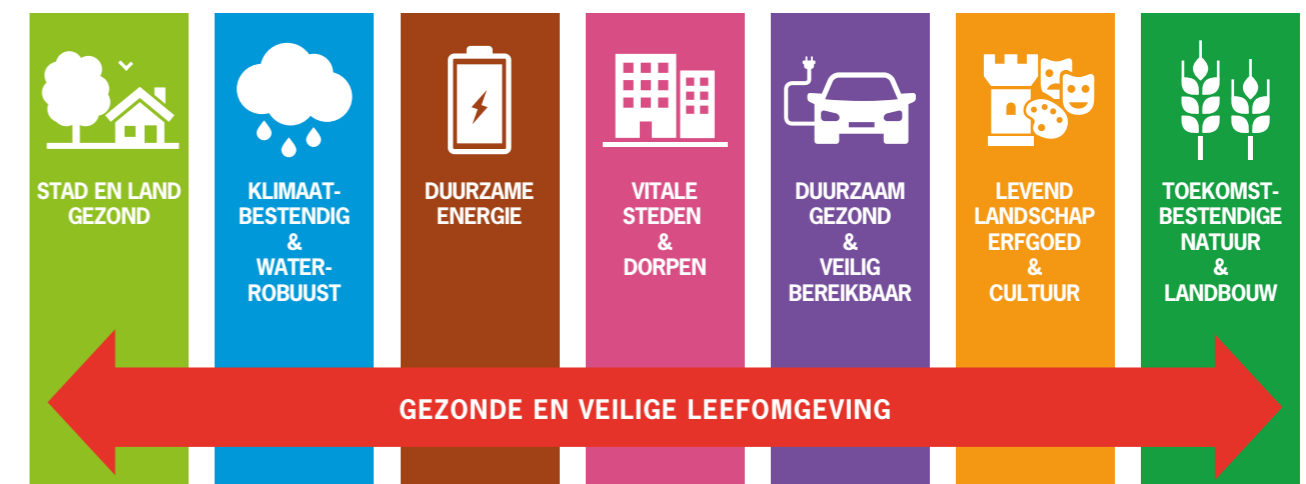 STAD EN LAND
GEZOND
KLIMAAT-
BESTENDIG
&
WATER-
ROBUUST
DUURZAME
ENERGIE
VITALE
STEDEN
&
DORPEN
DUURZAAM
GEZOND
&
VEILIG
BEREIKBAAR
LEVEND
LANDSCHAP
ERFGOED
&
CULTUUR
TOEKOMST-
BESTENDIGE
NATUUR
&
LANDBOUW
GEZONDE EN VEILIGE LEEFOMGEVING